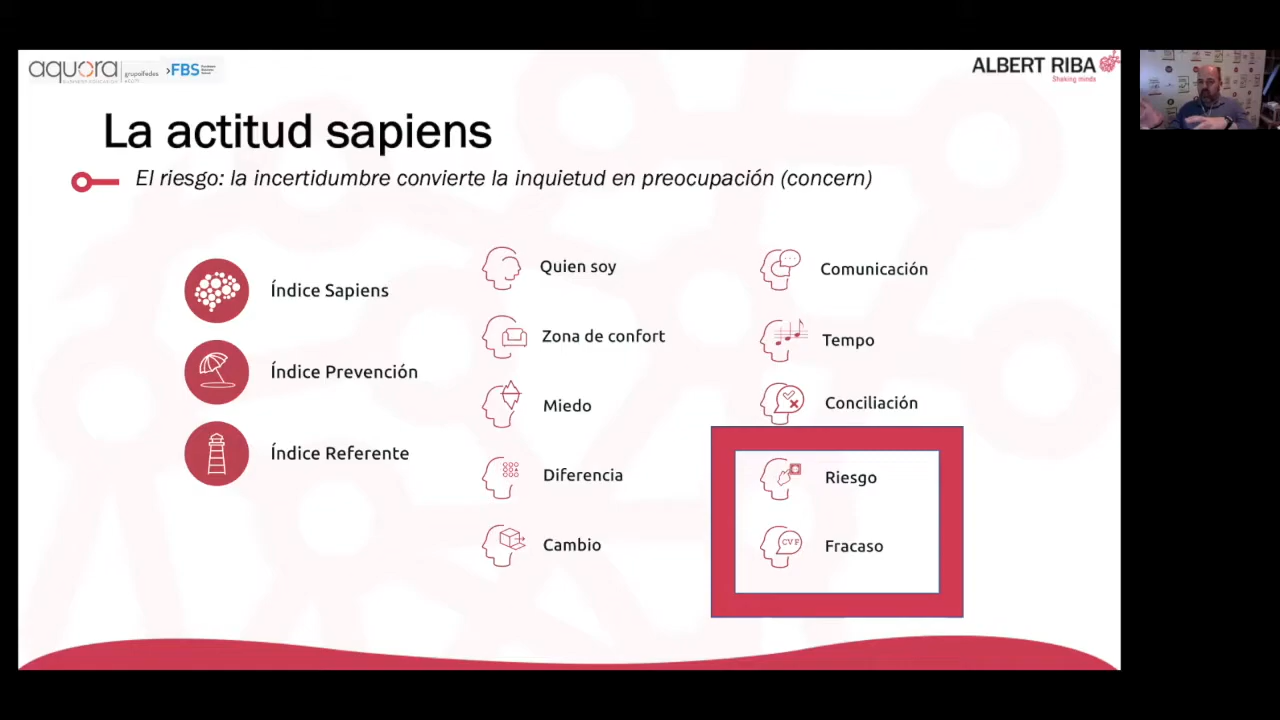 aquora
grupolfedes
›FBS
ALBERT RIBA
Shaking minds
La actitud sapiens
El riesgo: la incertidumbre convierte la inquietud en preocupación (concern)
Índice Sapiens
Índice Prevención
Índice Referente
Quien soy
Zona de confort
Miedo
Diferencia
Cambio
Comunicación
Tempo
Conciliación
Riesgo
CVF
Fracaso